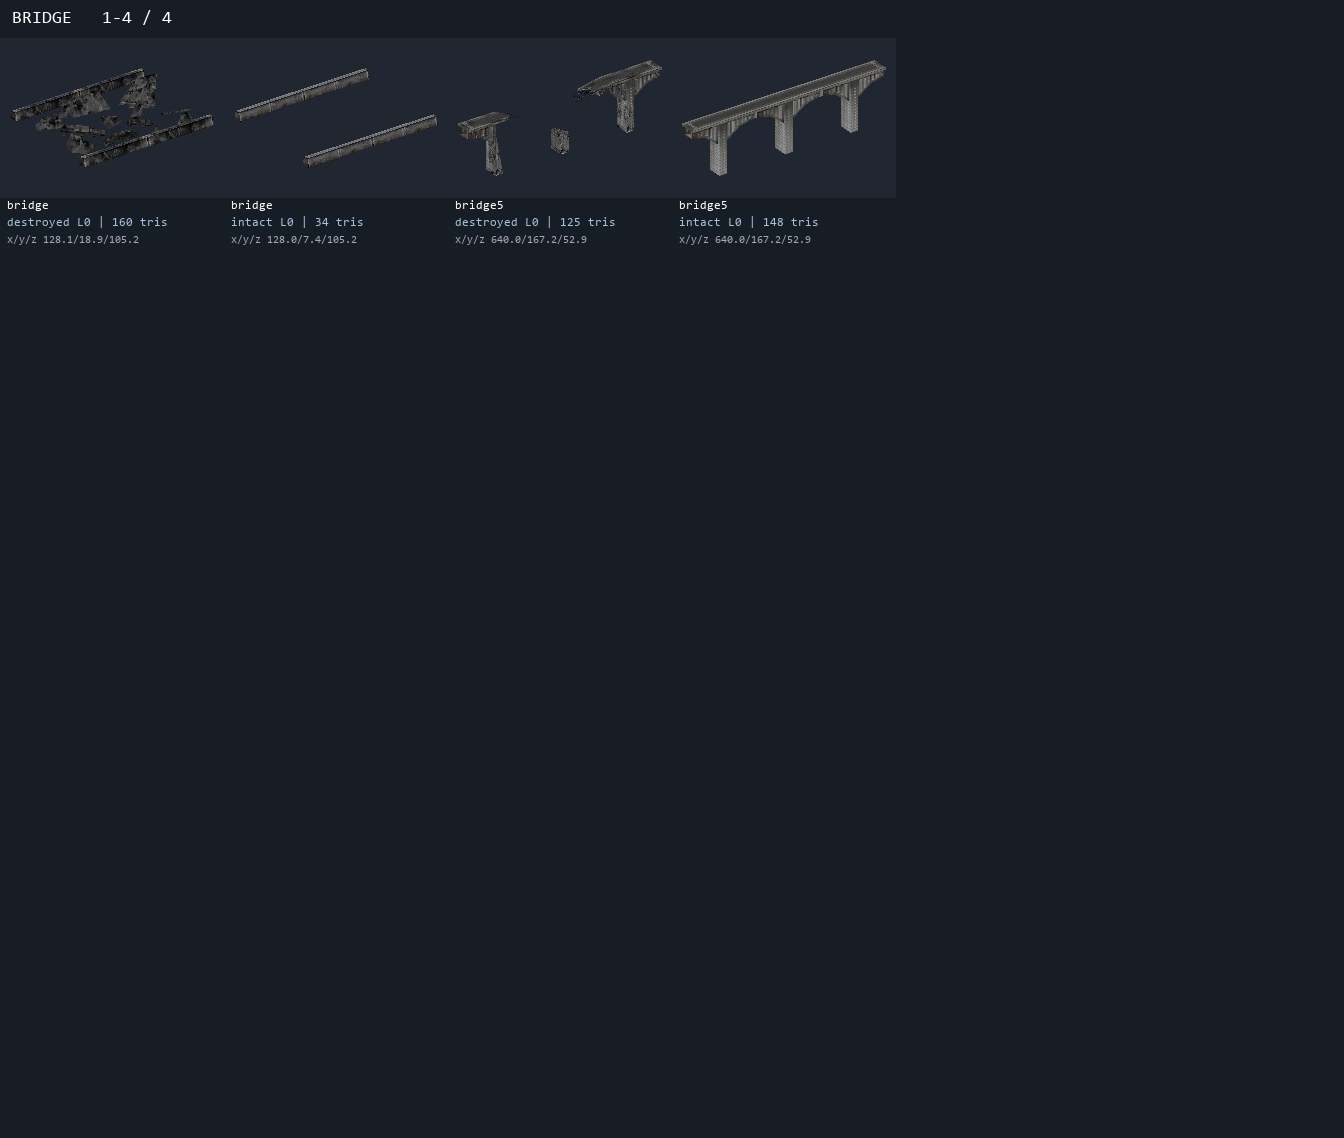 BRIDGE 1-4 / 4
bridge
destroyed L0 | 160 tris
x/y/z 128.1/18.9/105.2
bridge
intact L0 | 34 tris
x/y/z 128.0/7.4/105.2
bridge5
destroyed L0 | 125 tris
x/y/z 640.0/167.2/52.9
bridge5
intact L0 | 148 tris
x/y/z 640.0/167.2/52.9